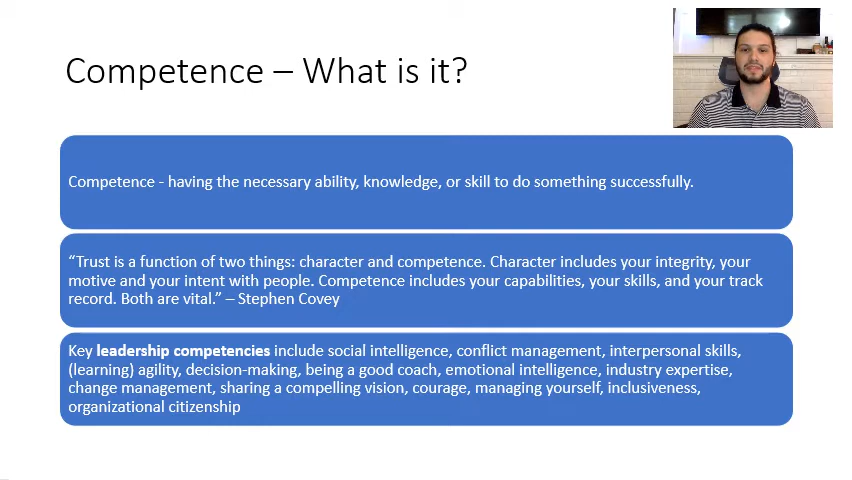 Competence – What is it?
Competence - having the necessary ability, knowledge, or skill to do something successfully.
“Trust is a function of two things: character and competence. Character includes your integrity, your
motive and your intent with people. Competence includes your capabilities, your skills, and your track
record. Both are vital.” – Stephen Covey
Key leadership competencies include social intelligence, conflict management, interpersonal skills,
(learning) agility, decision-making, being a good coach, emotional intelligence, industry expertise,
change management, sharing a compelling vision, courage, managing yourself, inclusiveness,
organizational citizenship